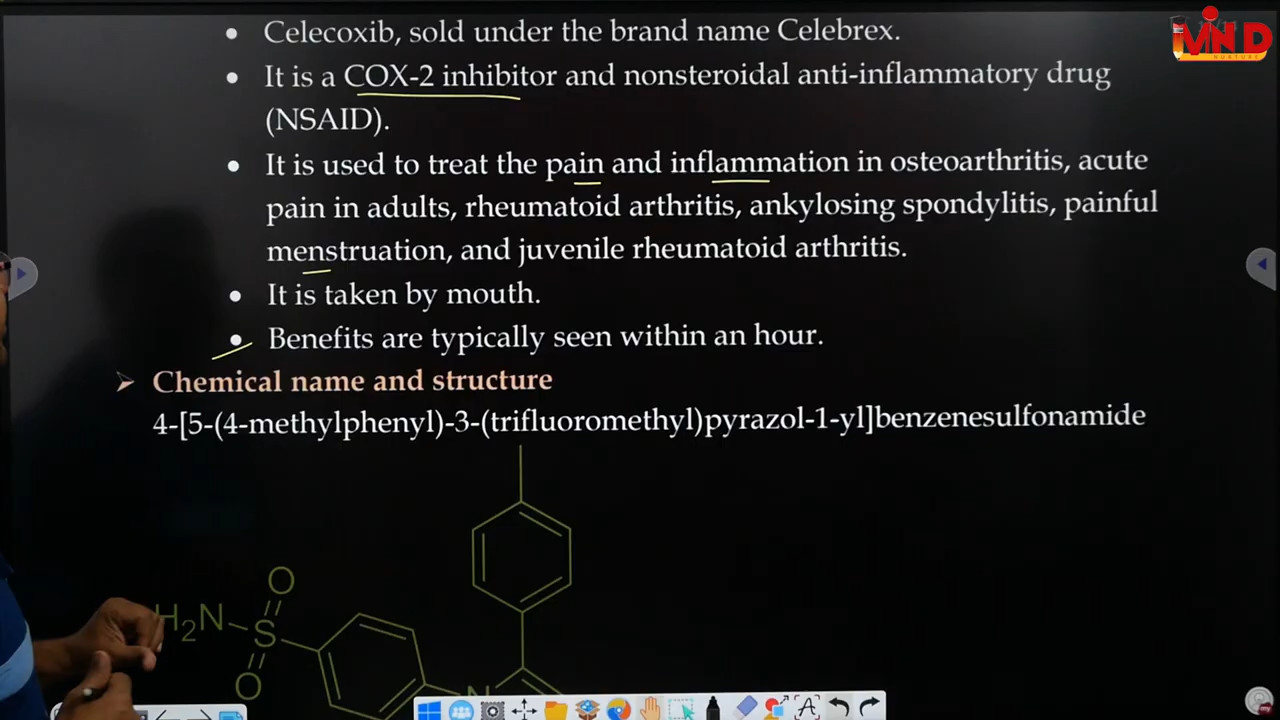 MIND
NURTURE
Celecoxib, sold under the brand name Celebrex.
It is a COX-2 inhibitor and nonsteroidal anti-inflammatory drug
(NSAID).
It is used to treat the pain and inflammation in osteoarthritis, acute
pain in adults, rheumatoid arthritis, ankylosing spondylitis, painful
menstruation, and juvenile rheumatoid arthritis.
It is taken by mouth.
Benefits are typically seen within an hour.
Chemical name and structure
4-[5-(4-methylphenyl)-3-(trifluoromethyl)pyrazol-1-yl]benzenesulfonamide
O
H₂N
S
O
N
A